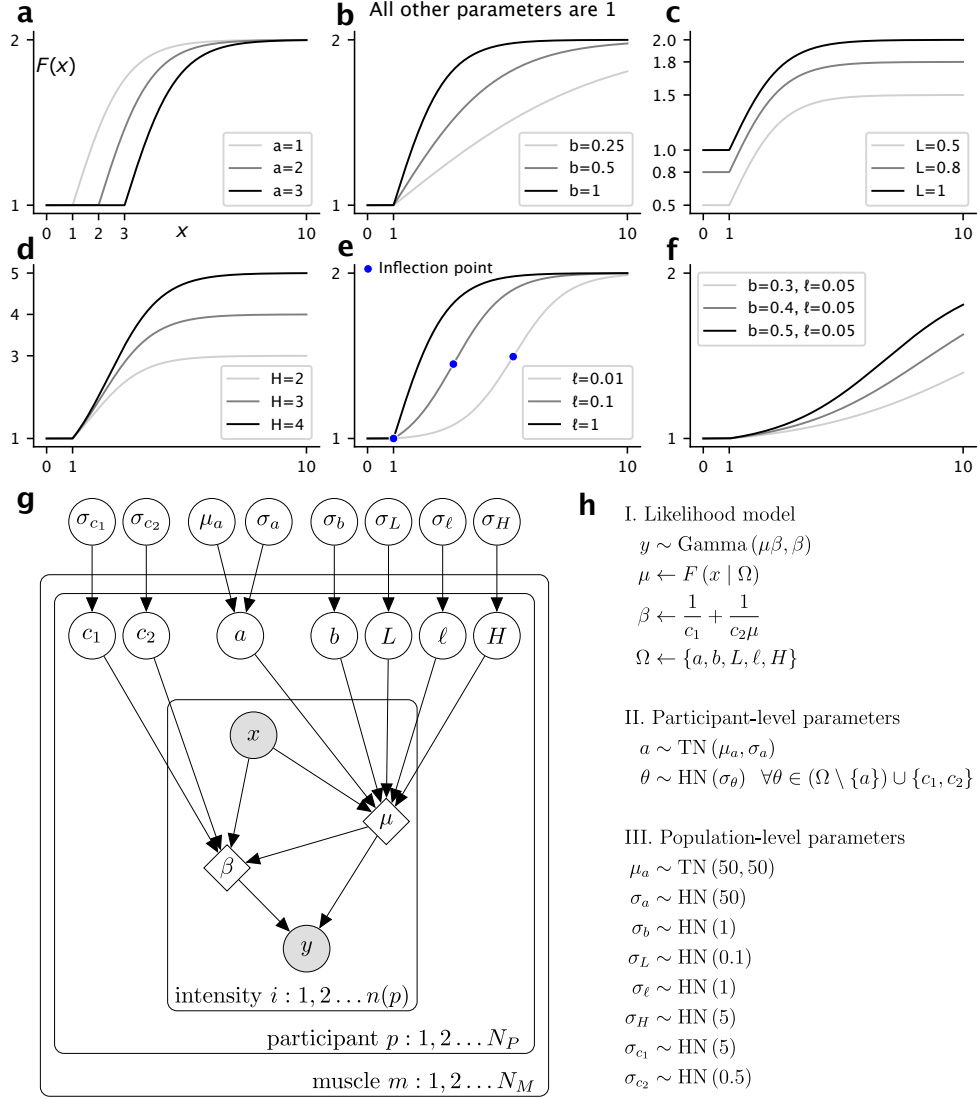 a
b
All other parameters are 1
c
2
F(x)
1
a=1
a=2
a=3
0 1 2 3 x 10
2
1
b=0.25
b=0.5
b=1
0 1 10
2.0
1.8
1.5
1.0
0.8
0.5
L=0.5
L=0.8
L=1
0 1 10
d
e
f
5
4
3
1
H=2
H=3
H=4
0 1 10
Inflection point
2
1
ℓ=0.01
ℓ=0.1
ℓ=1
0 1 10
2
1
b=0.3, ℓ=0.05
b=0.4, ℓ=0.05
b=0.5, ℓ=0.05
0 1 10
g
σ_{c_1} σ_{c_2} μ_a σ_a σ_b σ_L σ_ℓ σ_H
c_1 c_2 a b L ℓ H
x
μ
β
y
intensity i : 1, 2 … n(p)
participant p : 1, 2 … N_P
muscle m : 1, 2 … N_M
h
I. Likelihood model
y ∼ Gamma (μβ, β)
μ ← F (x | Ω)
β ← 1/c_1 + 1/c_2μ
Ω ← {a, b, L, ℓ, H}
II. Participant-level parameters
a ∼ TN (μ_a, σ_a)
θ ∼ HN (σ_θ) ∀θ ∈ (Ω \ {a}) ∪ {c_1, c_2}
III. Population-level parameters
μ_a ∼ TN (50, 50)
σ_a ∼ HN (50)
σ_b ∼ HN (1)
σ_L ∼ HN (0.1)
σ_ℓ ∼ HN (1)
σ_H ∼ HN (5)
σ_{c_1} ∼ HN (5)
σ_{c_2} ∼ HN (0.5)